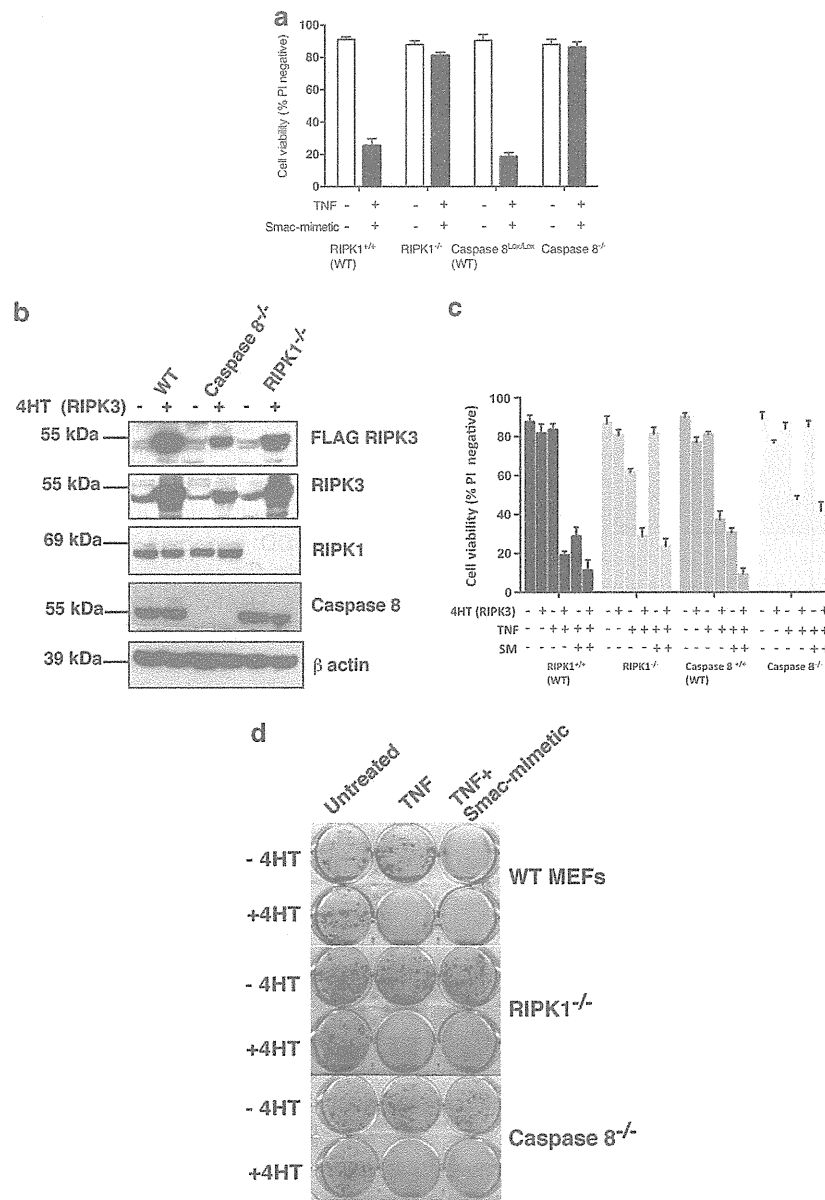 a
Cell viability (% PI negative)
100
80
60
40
20
0
TNF - + - + - + - +
Smac-mimetic - + - + - + - +
RIPK1+/+ (WT)
RIPK1-/-
Caspase 8Lox/Lox (WT)
Caspase 8-/-
b
WT
Caspase 8-/-
RIPK1-/-
4HT (RIPK3) - + - + - +
55 kDa FLAG RIPK3
55 kDa RIPK3
69 kDa RIPK1
55 kDa Caspase 8
39 kDa β actin
c
Cell viability (% PI negative)
100
80
60
40
20
0
4HT (RIPK3) - + - + - + - + - + - + - + - + - + - + - + - +
TNF - - + + + + - - + + + + - - + + + + - - + + + +
SM - - - - + + - - - - + + - - - - + + - - - - + +
RIPK1+/+ (WT)
RIPK1-/-
Caspase 8+/+ (WT)
Caspase 8-/-
d
Untreated
TNF
TNF+ Smac-mimetic
- 4HT
WT MEFs
+4HT
- 4HT
RIPK1-/-
+4HT
- 4HT
Caspase 8-/-
+4HT